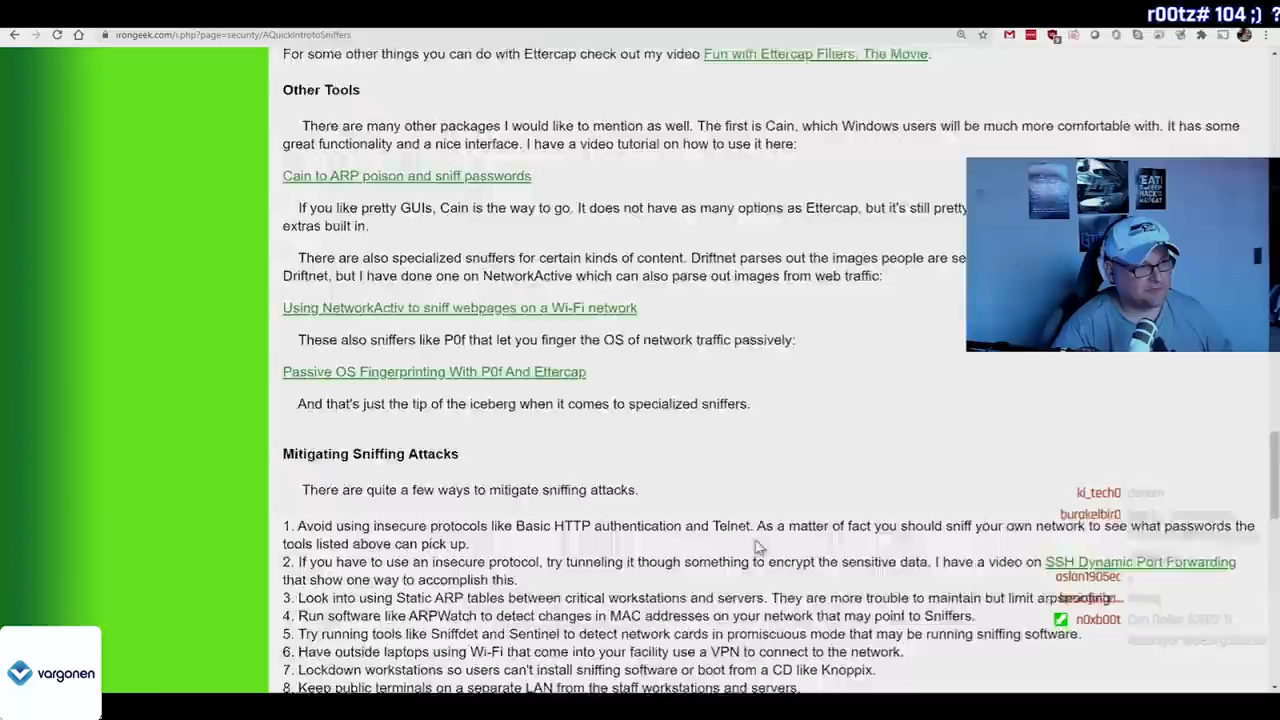 r00tz# 104 ;) ?
irongeek.com/i.php?page=security/AQuickIntrotoSniffers
For some other things you can do with Ettercap check out my video Fun with Ettercap Filters, The Movie.
Other Tools
There are many other packages I would like to mention as well. The first is Cain, which Windows users will be much more comfortable with. It has some
great functionality and a nice interface. I have a video tutorial on how to use it here:
Cain to ARP poison and sniff passwords
If you like pretty GUIs, Cain is the way to go. It does not have as many options as Ettercap, but it's still pretty
extras built in.
There are also specialized snuffers for certain kinds of content. Driftnet parses out the images people are se
Driftnet, but I have done one on NetworkActive which can also parse out images from web traffic:
Using NetworkActiv to sniff webpages on a Wi-Fi network
These also sniffers like P0f that let you finger the OS of network traffic passively:
Passive OS Fingerprinting With P0f And Ettercap
And that's just the tip of the iceberg when it comes to specialized sniffers.
Mitigating Sniffing Attacks
There are quite a few ways to mitigate sniffing attacks.
1. Avoid using insecure protocols like Basic HTTP authentication and Telnet. As a matter of fact you should sniff your own network to see what passwords the
tools listed above can pick up.
2. If you have to use an insecure protocol, try tunneling it though something to encrypt the sensitive data. I have a video on SSH Dynamic Port Forwarding
that show one way to accomplish this.
3. Look into using Static ARP tables between critical workstations and servers. They are more trouble to maintain but limit
4. Run software like ARPWatch to detect changes in MAC addresses on your network that may point to Sniffers.
5. Try running tools like Sniffdet and Sentinel to detect network cards in promiscuous mode that may be running sniffing software.
6. Have outside laptops using Wi-Fi that come into your facility use a VPN to connect to the network.
7. Lockdown workstations so users can't install sniffing software or boot from a CD like Knoppix.
8. Keep public terminals on a separate LAN from the staff workstations and servers.
ki_tech0
burakelbir0
aslan1905ec
n0xb00t
"EAT
HACK
REPEAT
vargonen